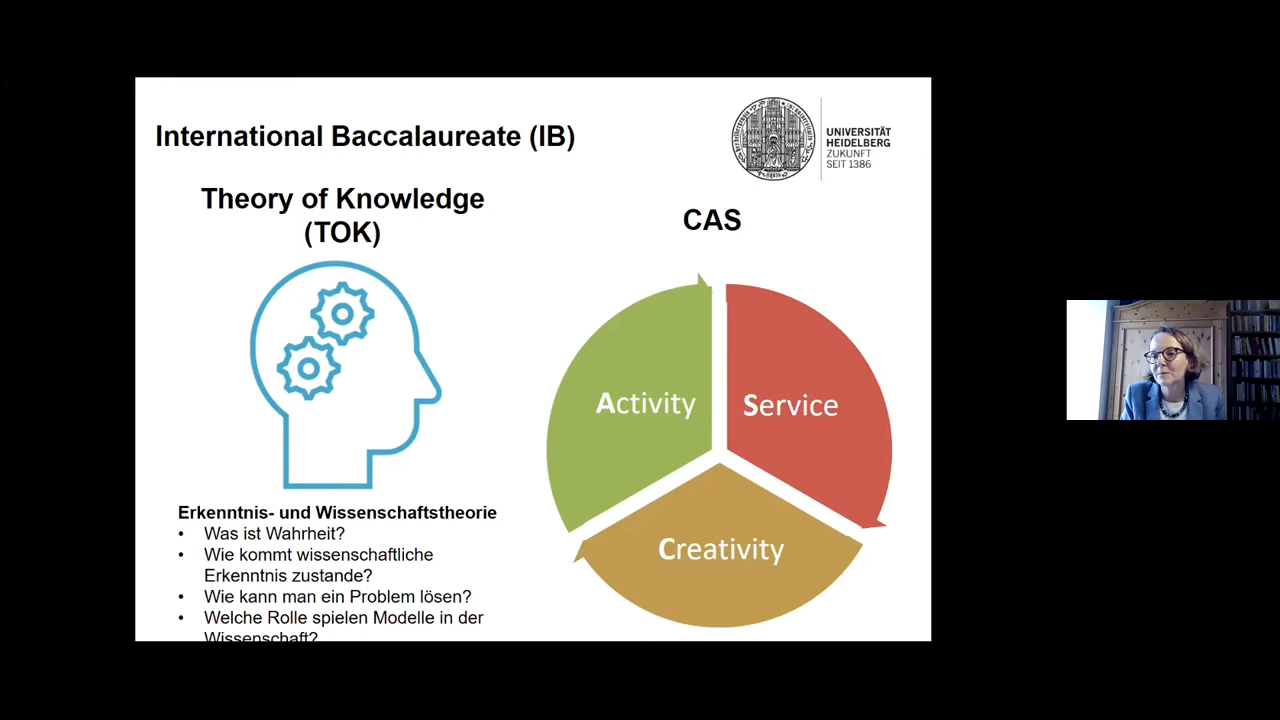 International Baccalaureate (IB)
UNIVERSITÄT
HEIDELBERG
ZUKUNFT
SEIT 1386
Theory of Knowledge
(TOK)
CAS
Activity
Service
Creativity
Erkenntnis- und Wissenschaftstheorie
• Was ist Wahrheit?
• Wie kommt wissenschaftliche
Erkenntnis zustande?
• Wie kann man ein Problem lösen?
• Welche Rolle spielen Modelle in der
Wissenschaft?